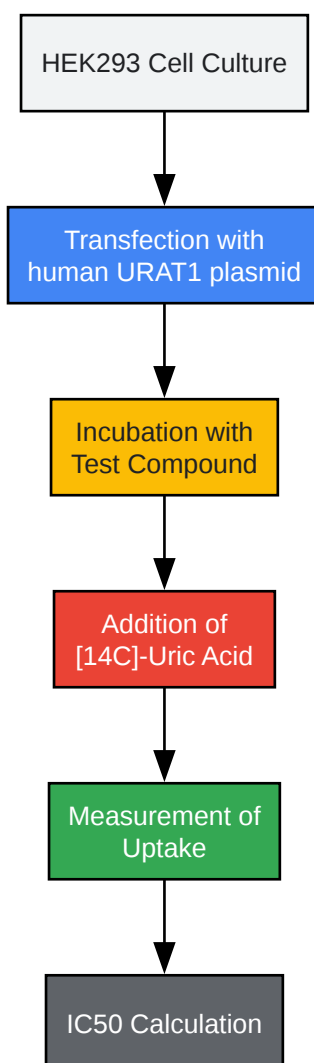 HEK293 Cell Culture
Transfection with
human URAT1 plasmid
Incubation with
Test Compound
Addition of
[14C]-Uric Acid
Measurement of
Uptake
IC50 Calculation